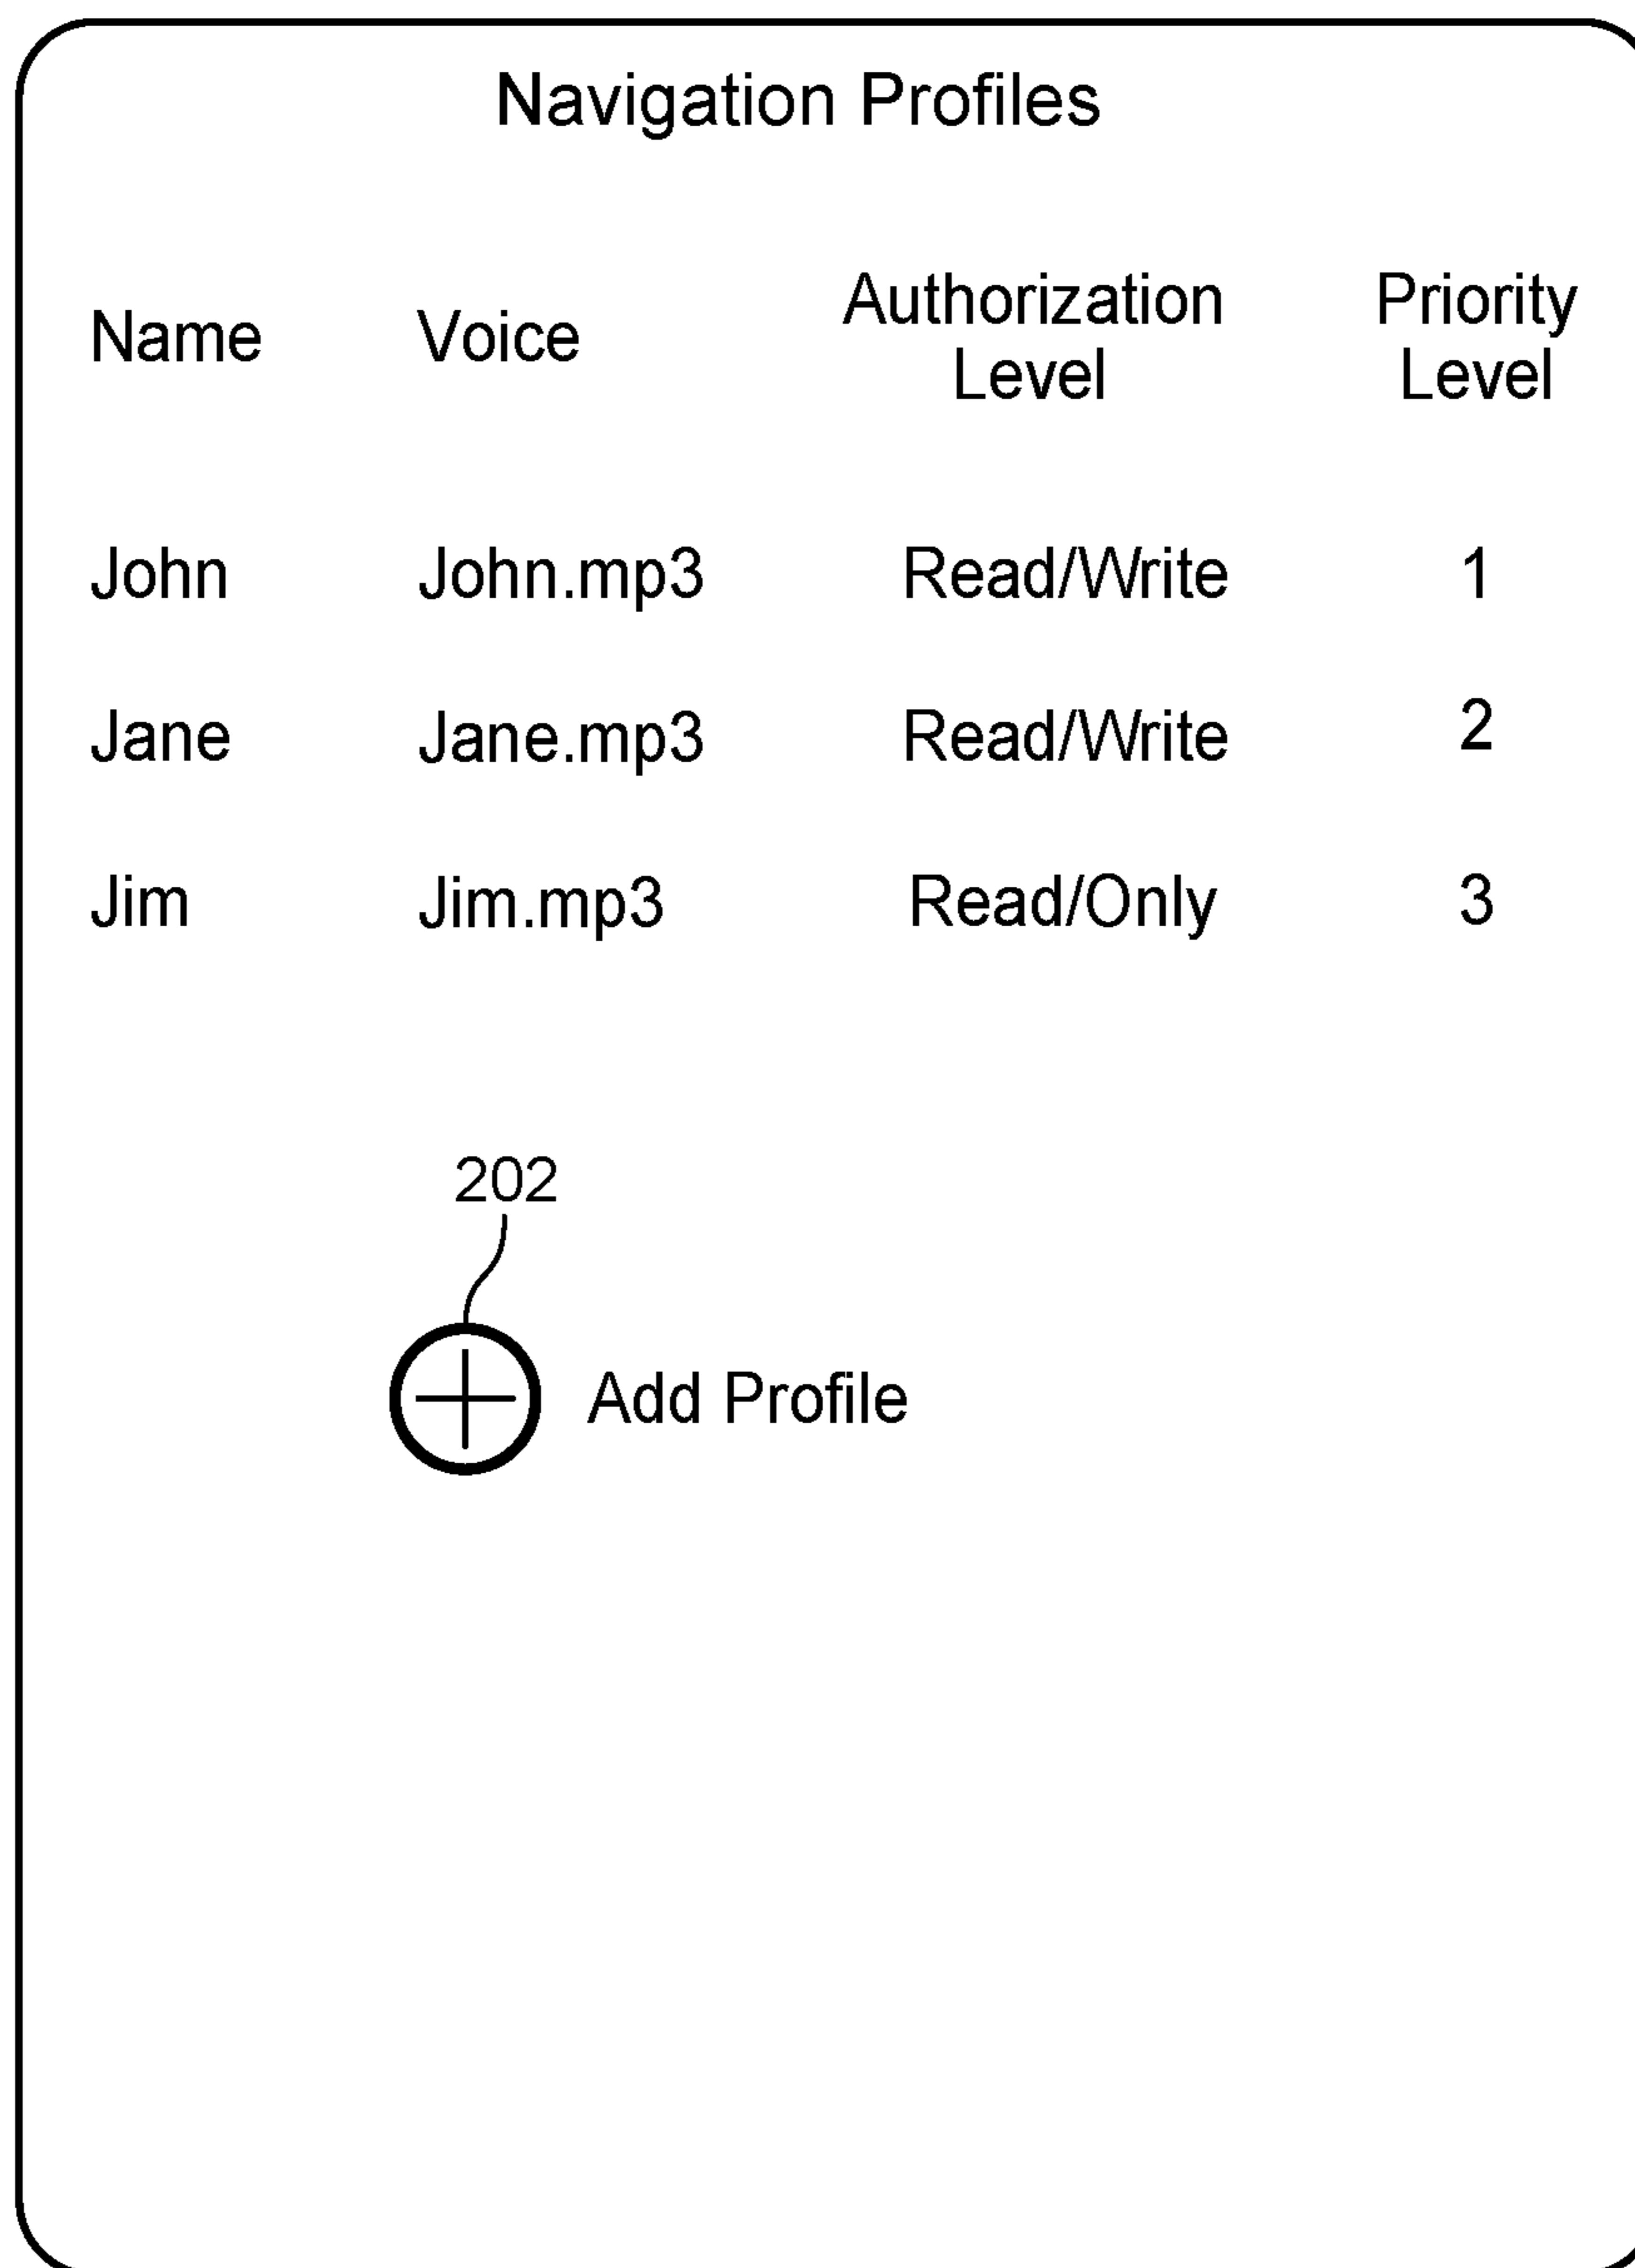 Navigation Profiles
Name Voice Authorization Level Priority Level
John John.mp3 Read/Write 1
Jane Jane.mp3 Read/Write 2
Jim Jim.mp3 Read/Only 3
202
Add Profile